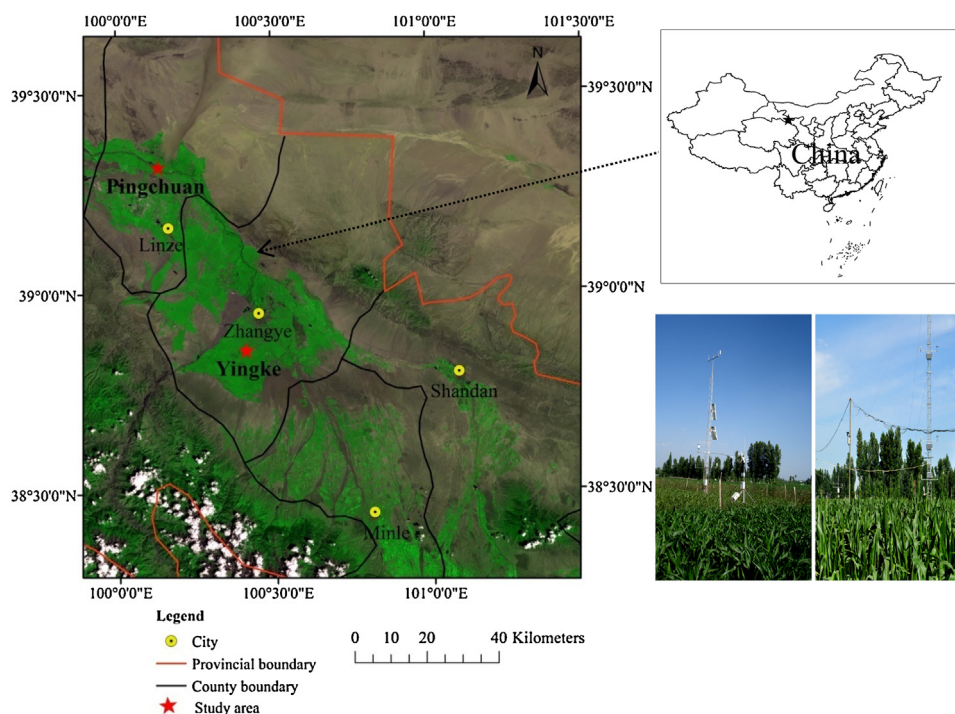 100°0'0"E 100°30'0"E 101°0'0"E 101°30'0"E
N
39°30'0"N
39°30'0"N
China
Pingchuan
Linze
39°0'0"N
39°0'0"N
Zhangye
Yingke
Shandan
38°30'0"N
38°30'0"N
Minle
100°0'0"E 100°30'0"E 101°0'0"E
Legend
City
Provincial boundary
County boundary
Study area
0 10 20 40 Kilometers